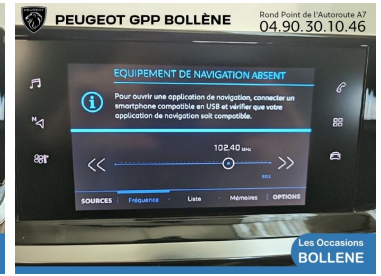 PEUGEOT GPP BOLLÈNE
Rond Point de l'Autoroute A7
04.90.30.10.46
EQUIPEMENT DE NAVIGATION ABSENT
Pour ouvrir une application de navigation, connecter un
smartphone compatible en USB et vérifier que votre
application de navigation soit compatible.
N
102.40 MHz
RDS
SOURCES Fréquence Liste Mémoires OPTIONS
Les Occasions
BOLLENE